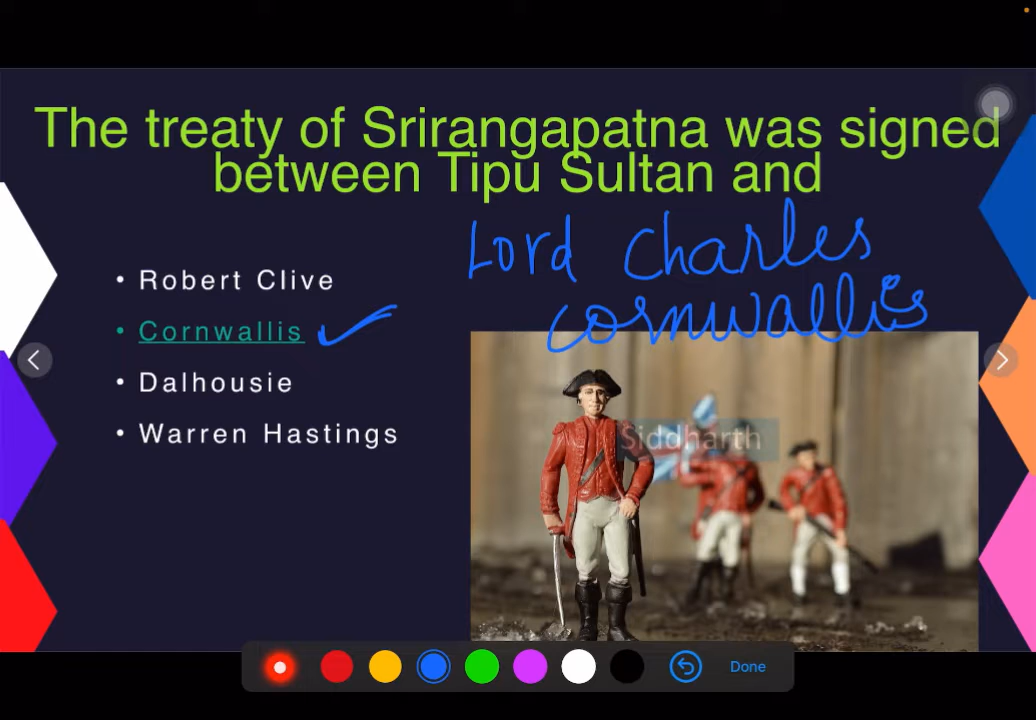 The treaty of Srirangapatna was signed
between Tipu Sultan and
Lord Charles
cornwallis
• Robert Clive
• Cornwallis
• Dalhousie
• Warren Hastings
Siddharth
Done